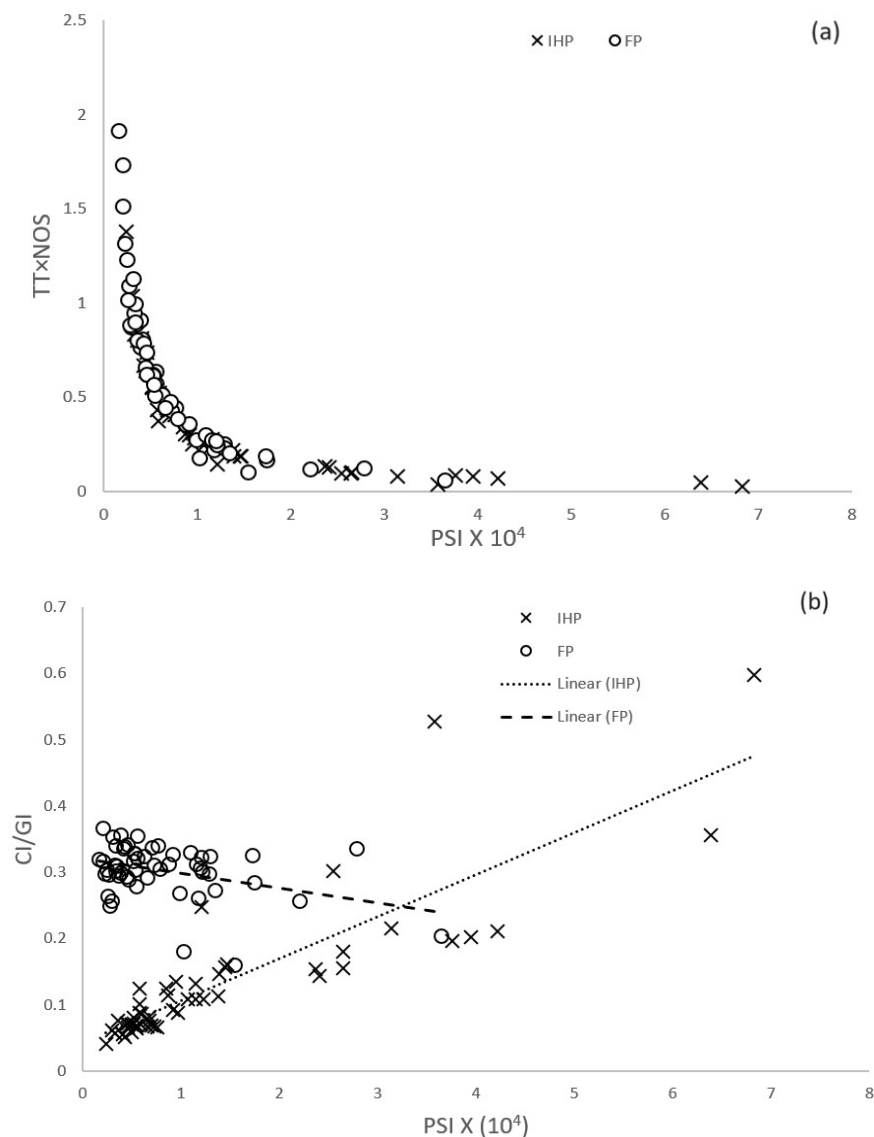 2.5
(a)
IHP FP
2
1.5
TT×NOS
1
0.5
0
0 1 2 3 4 5 6 7 8
PSI X 10⁴
0.7
(b)
IHP
FP
Linear (IHP)
Linear (FP)
0.6
0.5
0.4
CI/GI
0.3
0.2
0.1
0
0 1 2 3 4 5 6 7 8
PSI X (10⁴)